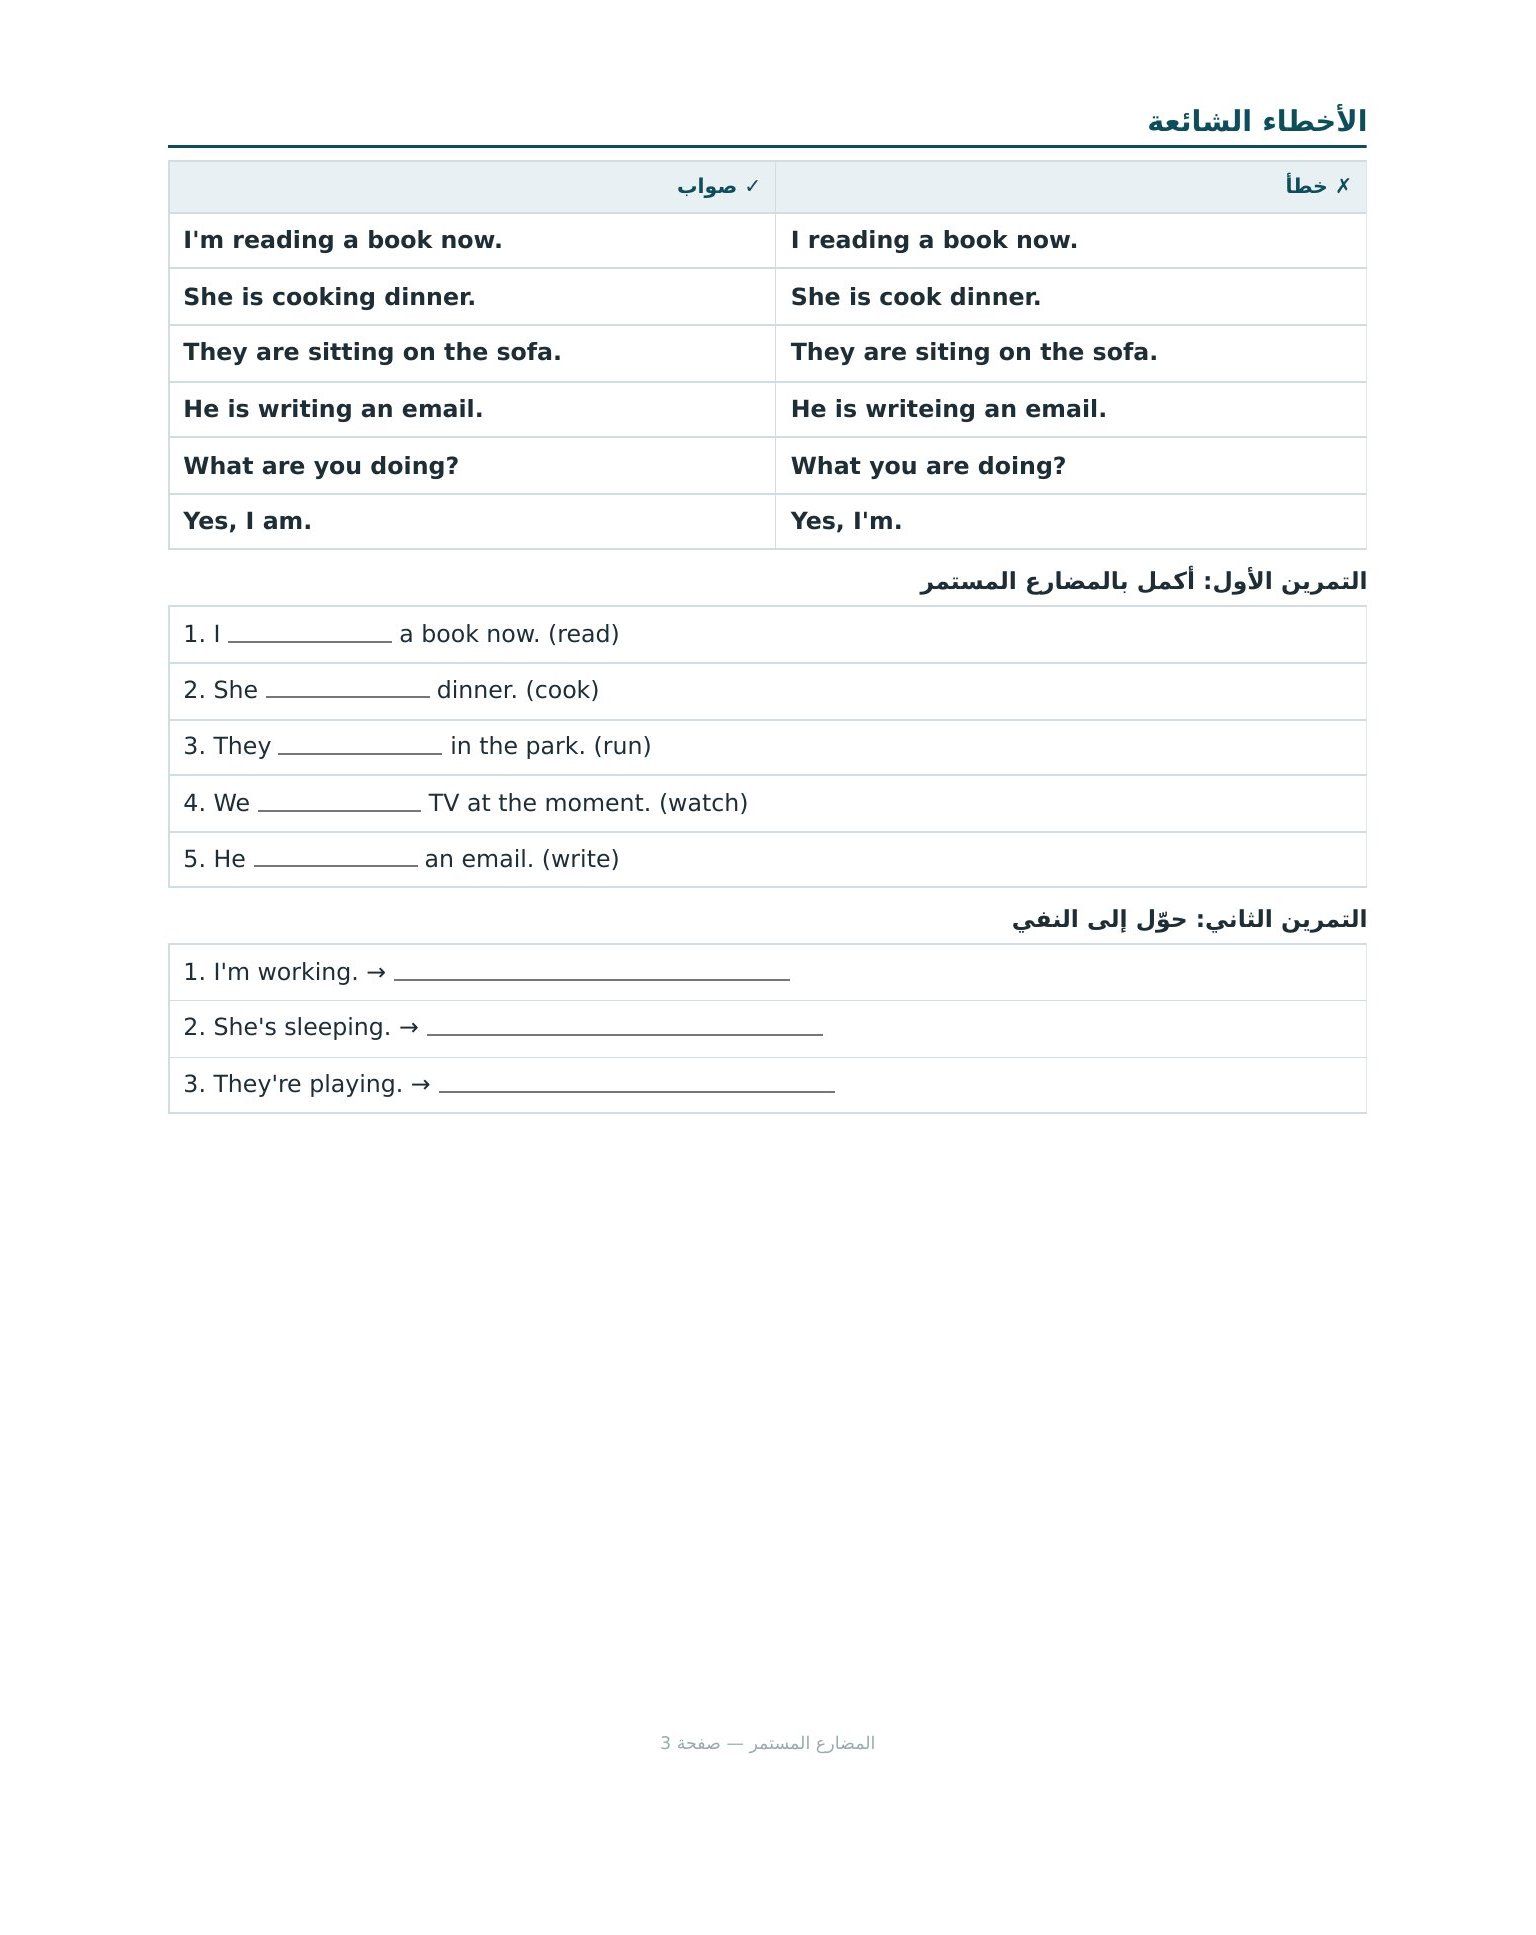 الأخطاء الشائعة
✗ خطأ	✓ صواب
I reading a book now.	I'm reading a book now.
She is cook dinner.	She is cooking dinner.
They are siting on the sofa.	They are sitting on the sofa.
He is writeing an email.	He is writing an email.
What you are doing?	What are you doing?
Yes, I'm.	Yes, I am.
التمرين الأول: أكمل بالمضارع المستمر
1. I ____________ a book now. (read)
2. She ____________ dinner. (cook)
3. They ____________ in the park. (run)
4. We ____________ TV at the moment. (watch)
5. He ____________ an email. (write)
التمرين الثاني: حوّل إلى النفي
1. I'm working. → _____________________________
2. She's sleeping. → _____________________________
3. They're playing. → _____________________________
المضارع المستمر — صفحة 3